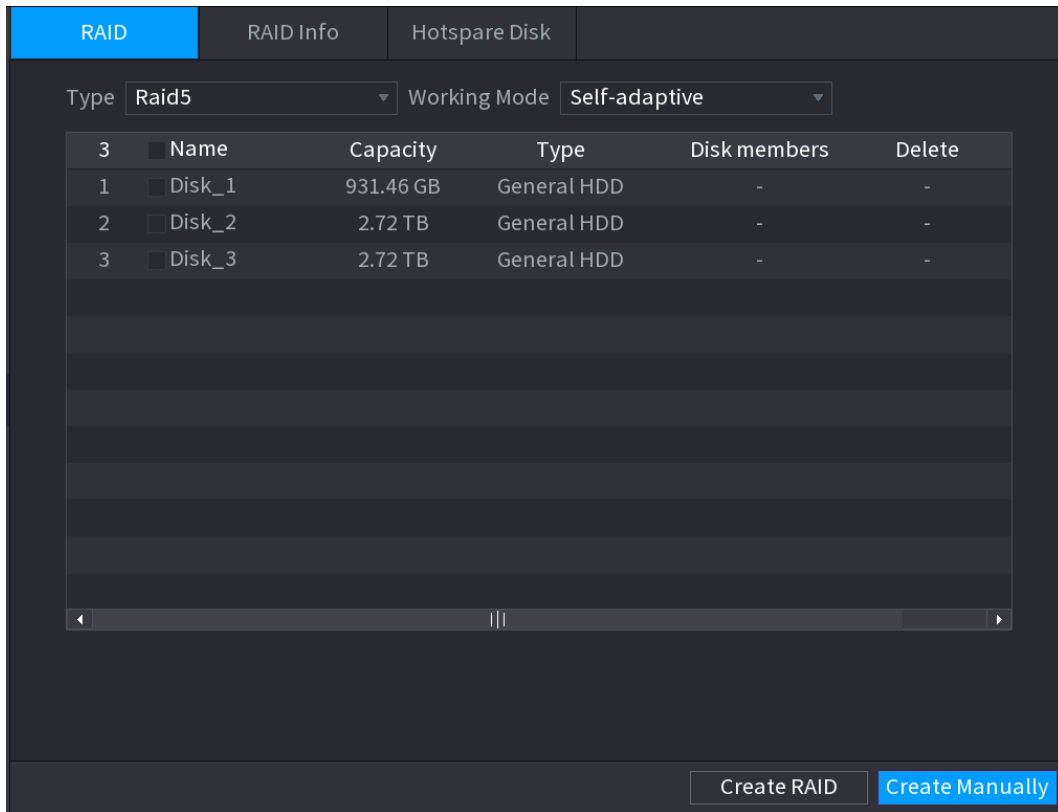 RAID RAID Info Hotspare Disk
Type Raid5 Working Mode Self-adaptive
3 Name Capacity Type Disk members Delete
1 Disk_1 931.46 GB General HDD - -
2 Disk_2 2.72 TB General HDD - -
3 Disk_3 2.72 TB General HDD - -
Create RAID Create Manually